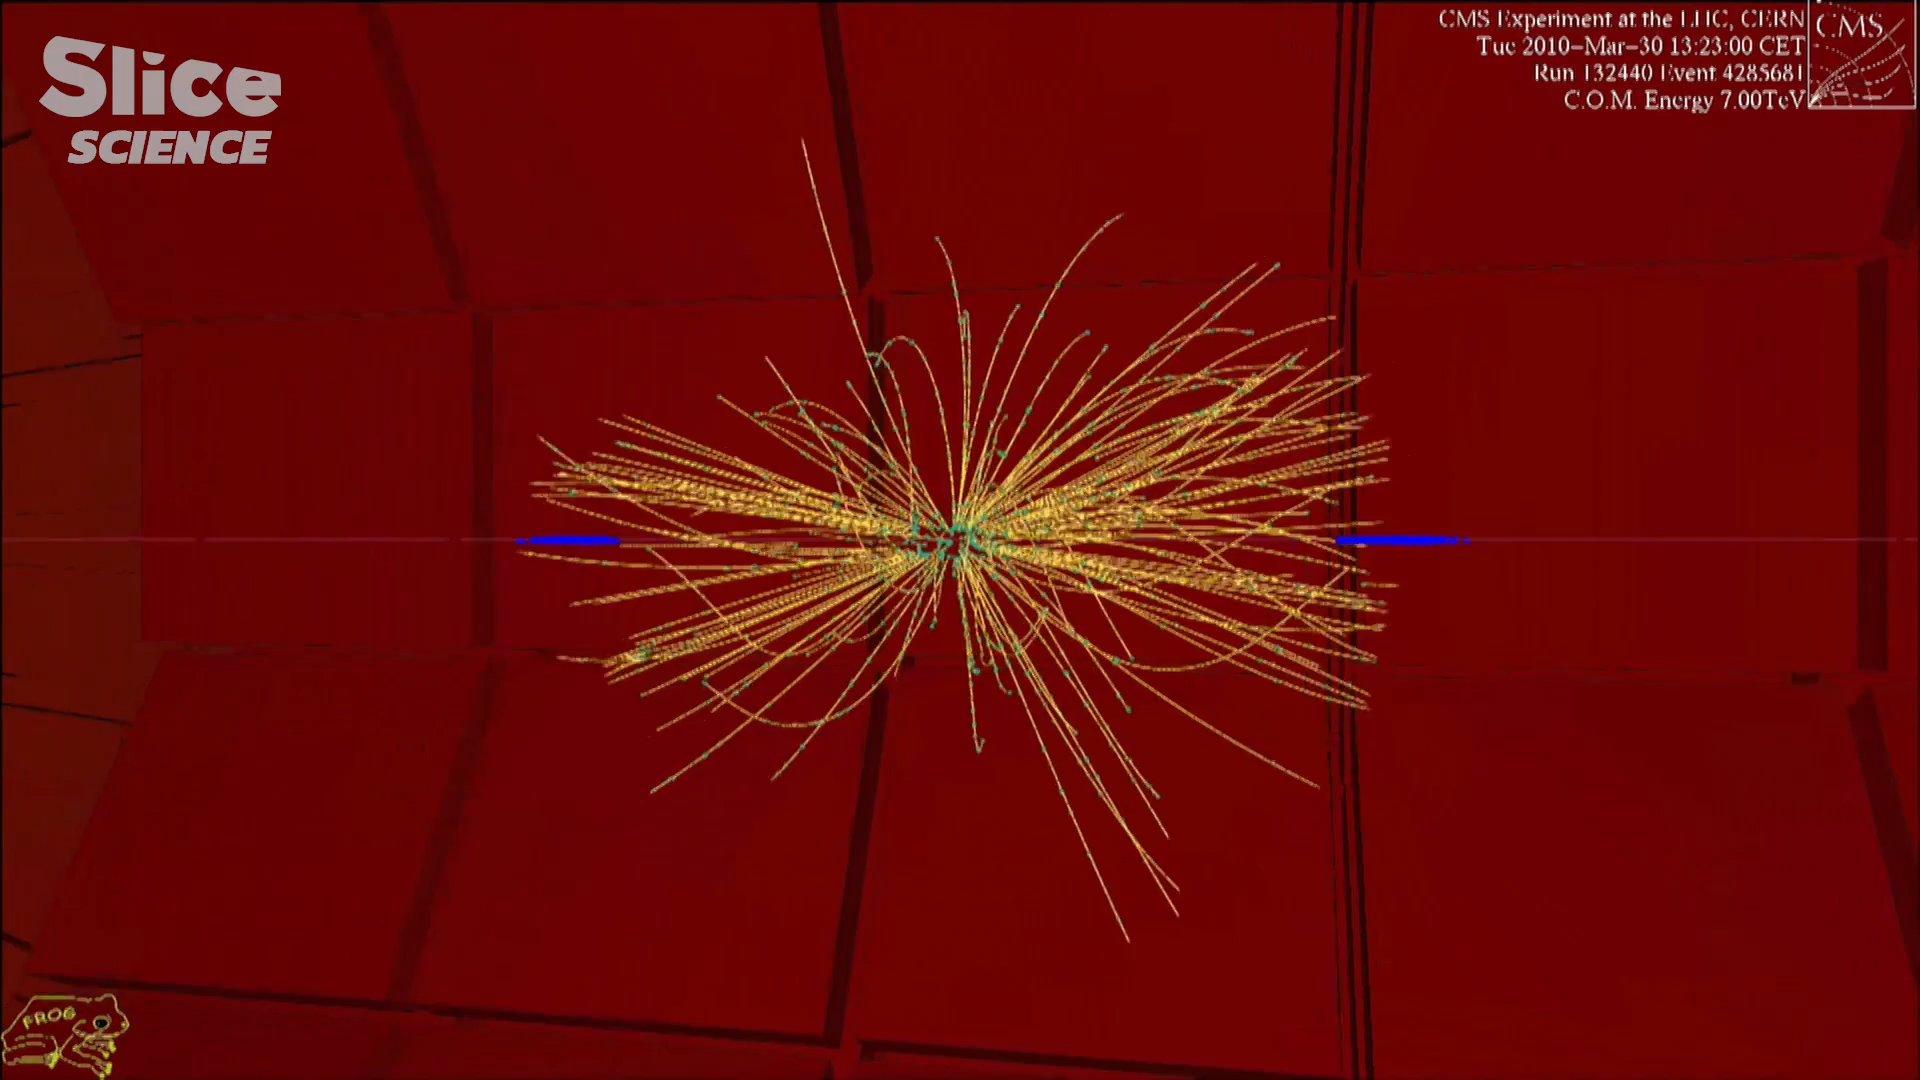 Slice
SCIENCE
CMS Experiment at the LHC, CERN
Tue 2010-Mar-30 13:23:00 CET
Run 132440 Event 4285681
C.O.M. Energy 7.00TeV
CMS
FROG